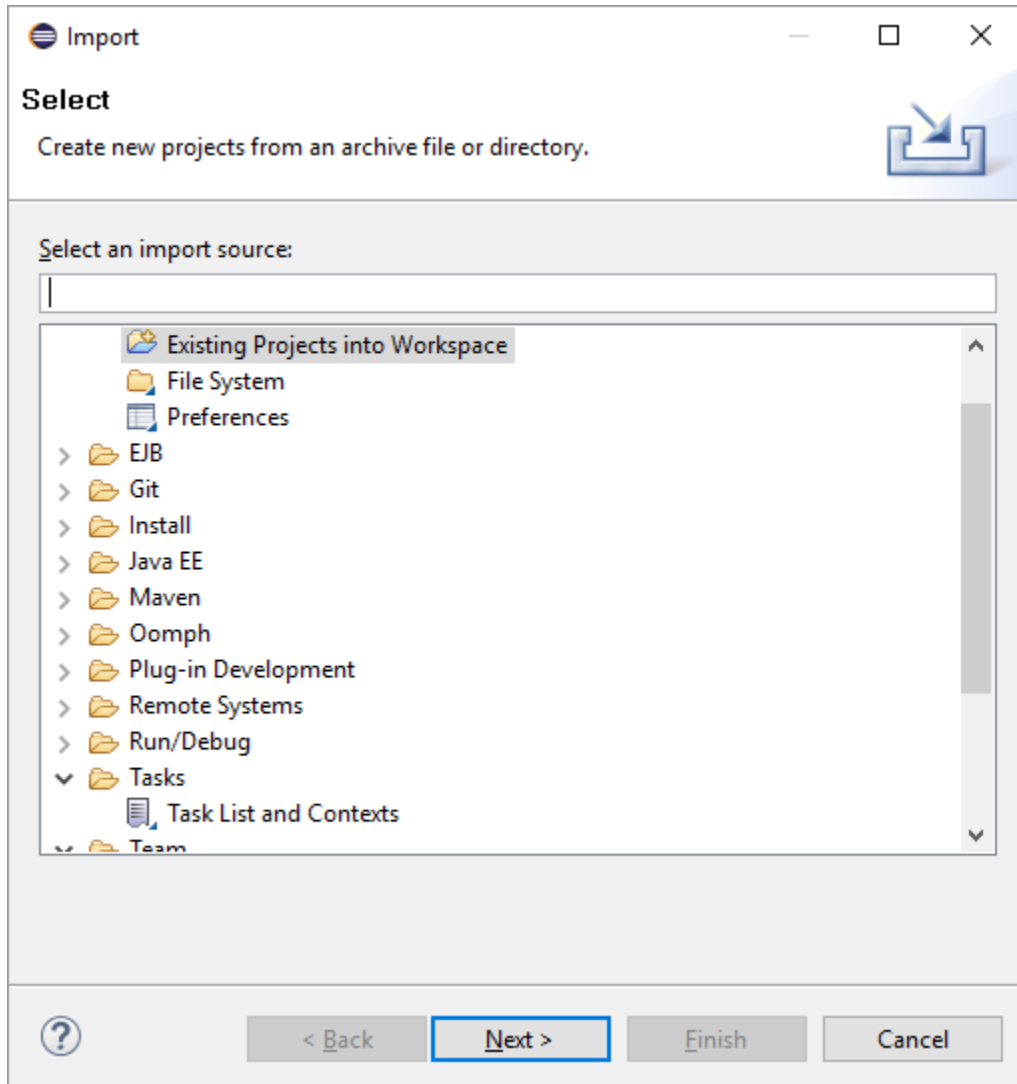 Import
Select
Create new projects from an archive file or directory.
Select an import source:
Existing Projects into Workspace
File System
Preferences
EJB
Git
Install
Java EE
Maven
Oomph
Plug-in Development
Remote Systems
Run/Debug
Tasks
Task List and Contexts
Team
? < Back Next > Finish Cancel